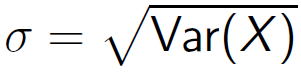 σ = √Var(X)